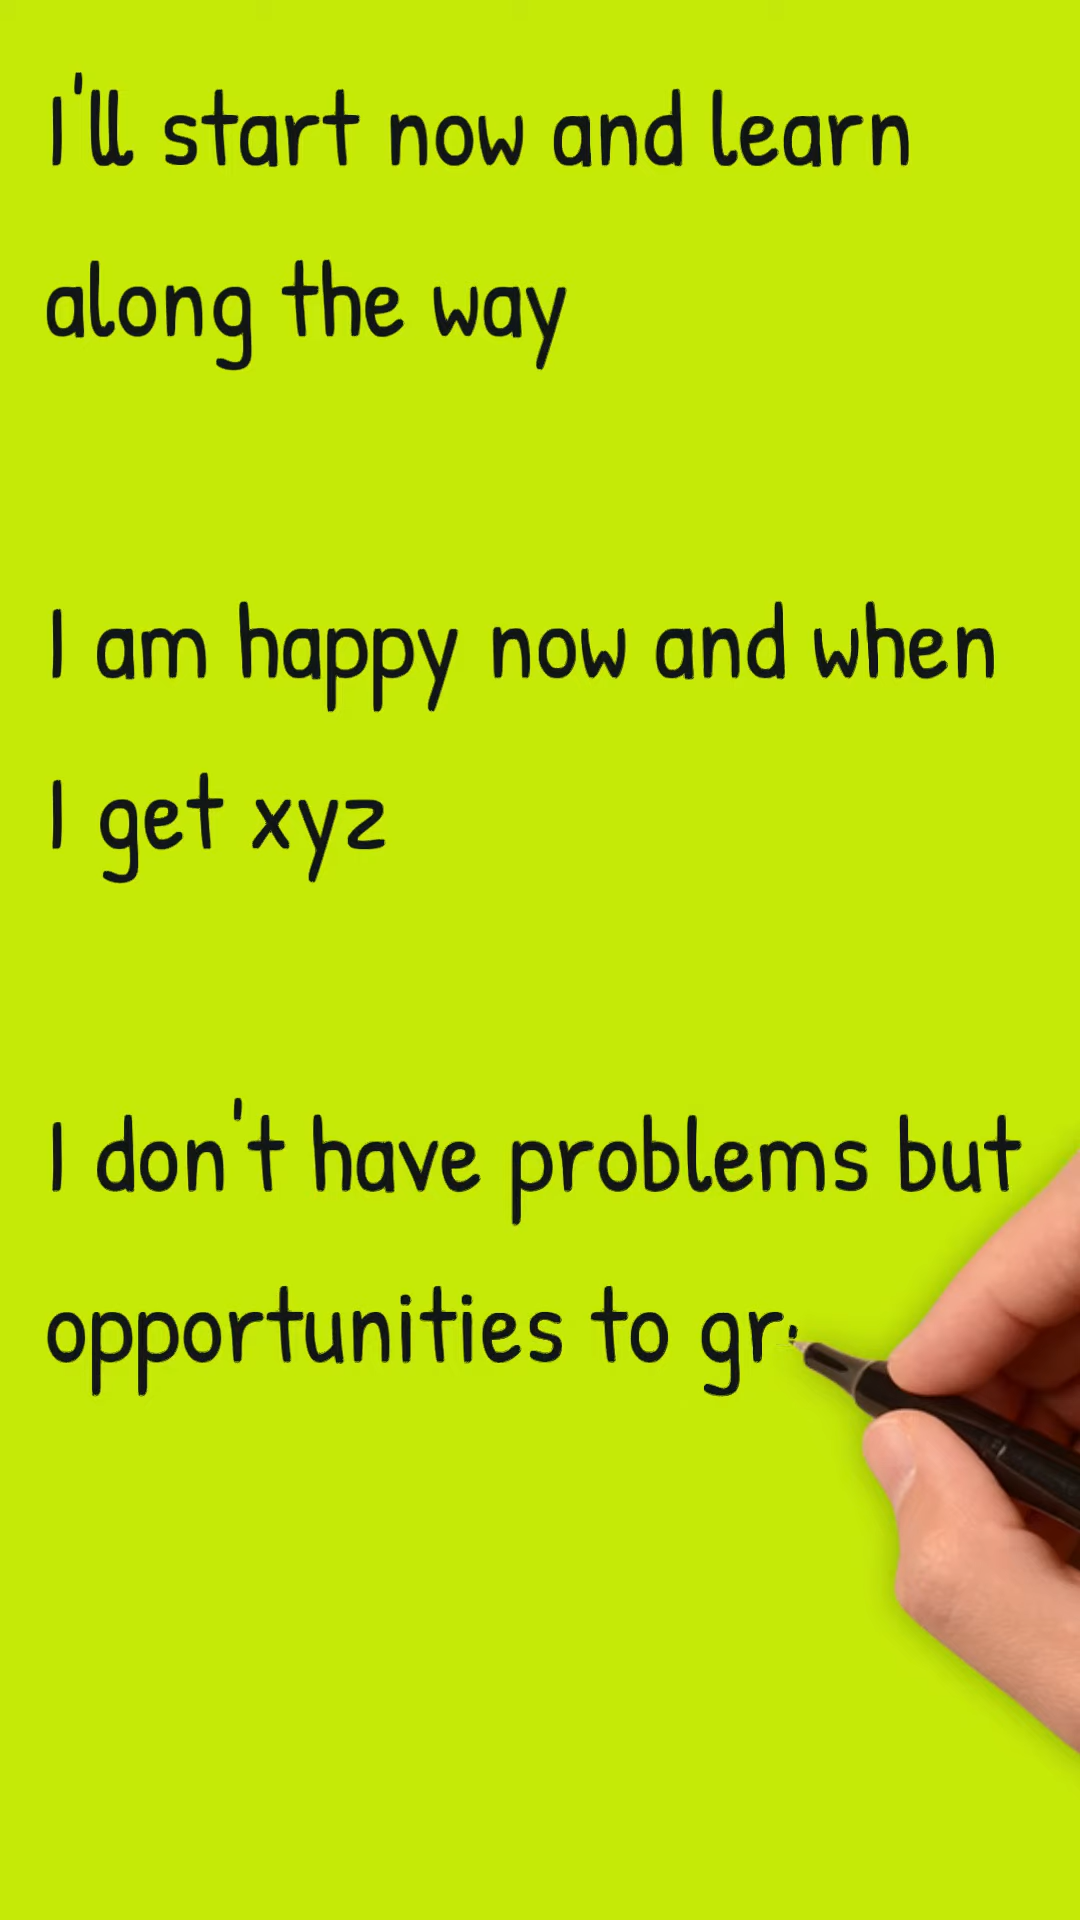 I'll start now and learn
along the way
I am happy now and when
I get xyz
I don't have problems but
opportunities to gr